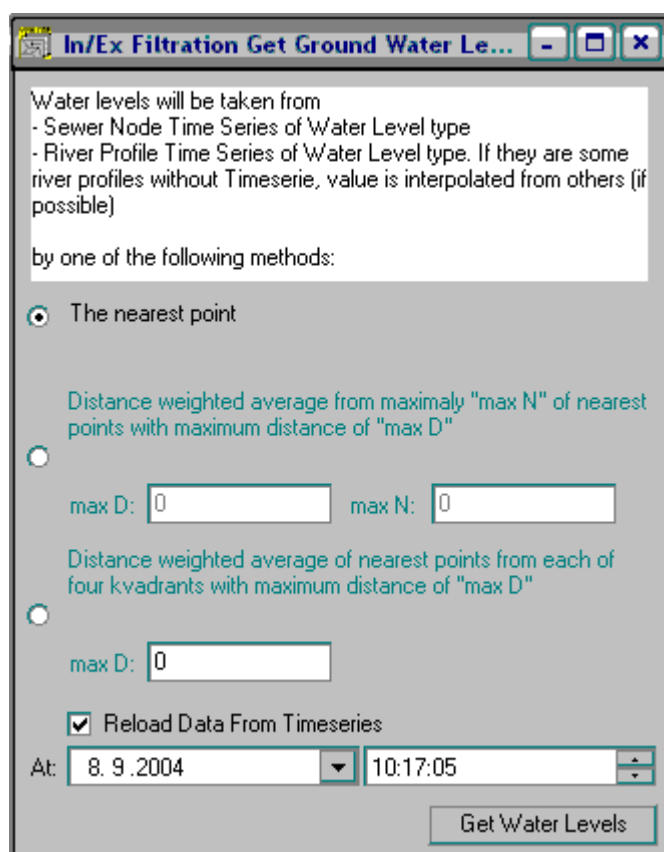 In/Ex Filtration Get Ground Water Le...
Water levels will be taken from
- Sewer Node Time Series of Water Level type
- River Profile Time Series of Water Level type. If they are some
river profiles without Timeserie, value is interpolated from others (if
possible)
by one of the following methods:
The nearest point
Distance weighted average from maximaly "max N" of nearest
points with maximum distance of "max D"
max D: 0 max N: 0
Distance weighted average of nearest points from each of
four kvadrants with maximum distance of "max D"
max D: 0
Reload Data From Timeseries
At: 8. 9 .2004 10:17:05
Get Water Levels